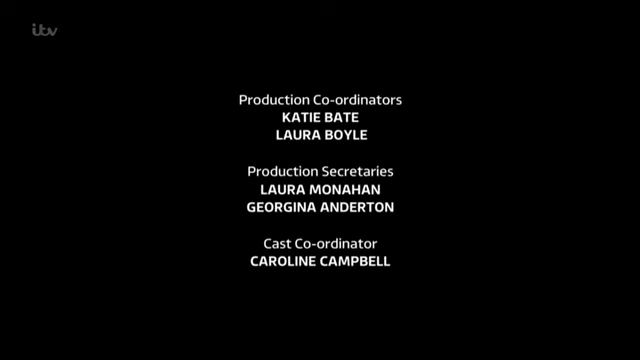 itv
Production Co-ordinators
KATIE BATE
LAURA BOYLE
Production Secretaries
LAURA MONAHAN
GEORGINA ANDERTON
Cast Co-ordinator
CAROLINE CAMPBELL